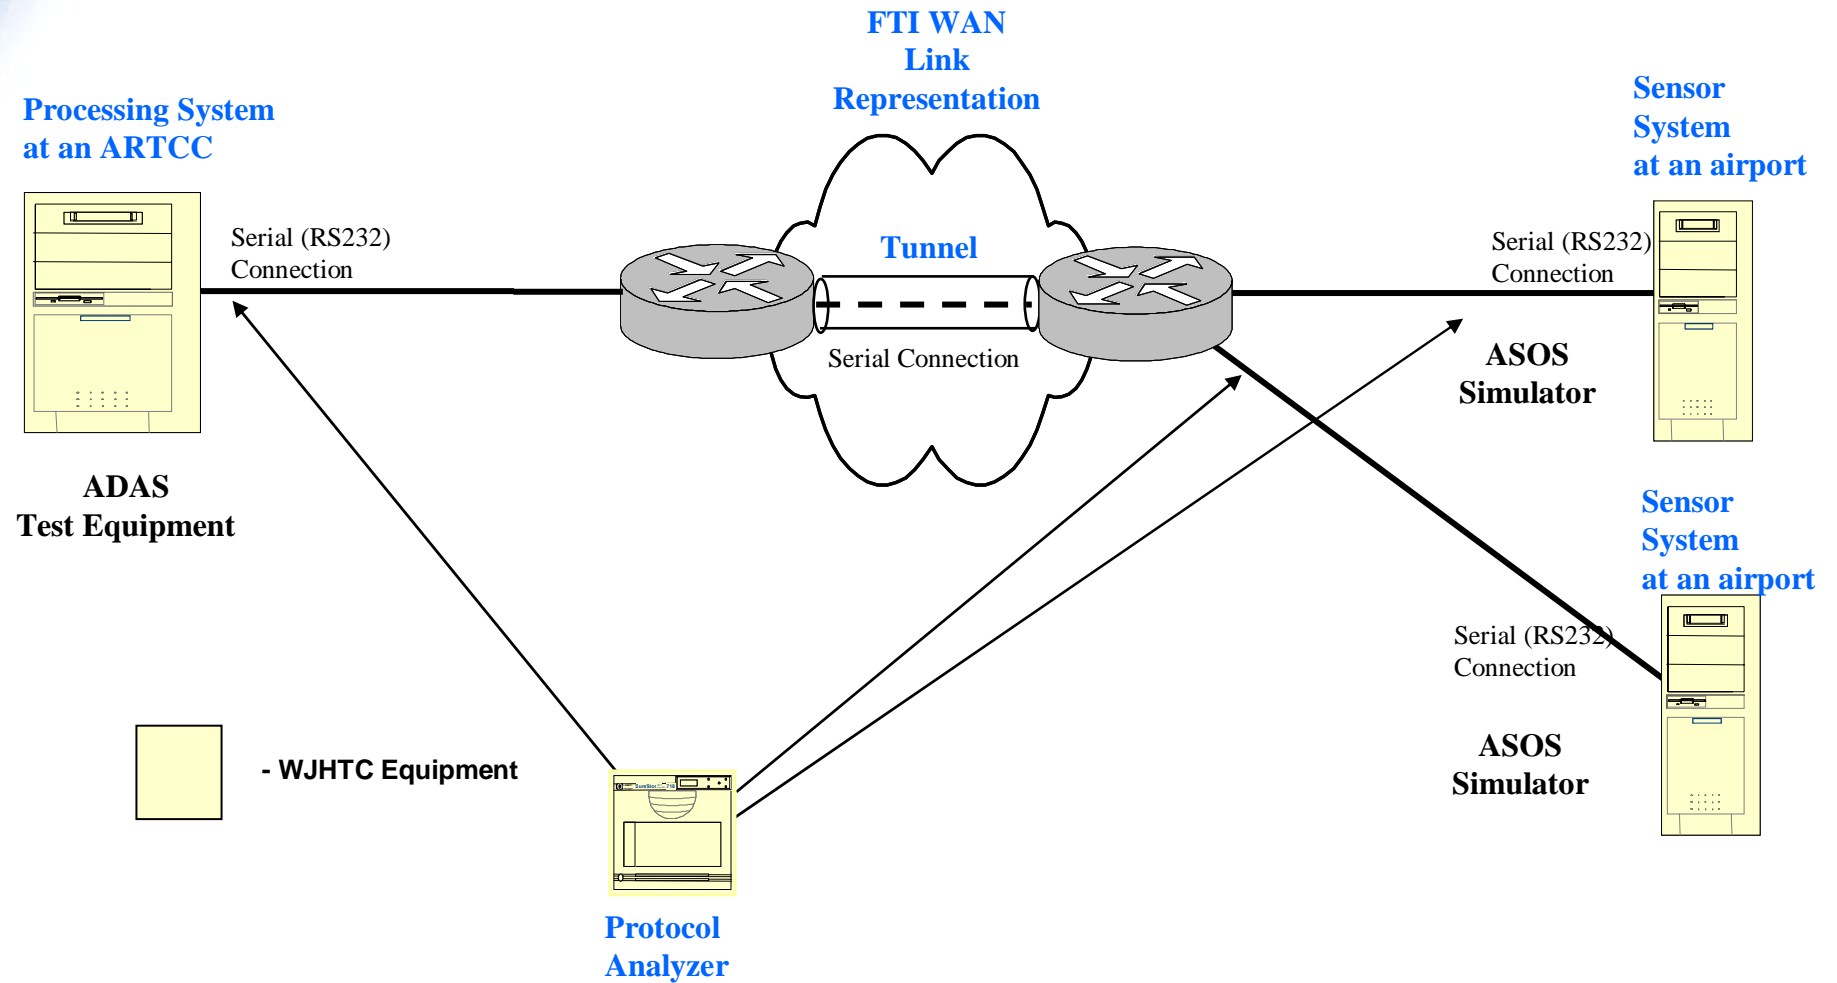 FTI WAN
Link
Representation
Processing System
at an ARTCC
Sensor
System
at an airport
Serial (RS232)
Connection
Tunnel
Serial (RS232)
Connection
Serial Connection
ASOS
Simulator
ADAS
Test Equipment
Sensor
System
at an airport
Serial (RS232)
Connection
ASOS
Simulator
- WJHTC Equipment
SureStor 718
Protocol
Analyzer